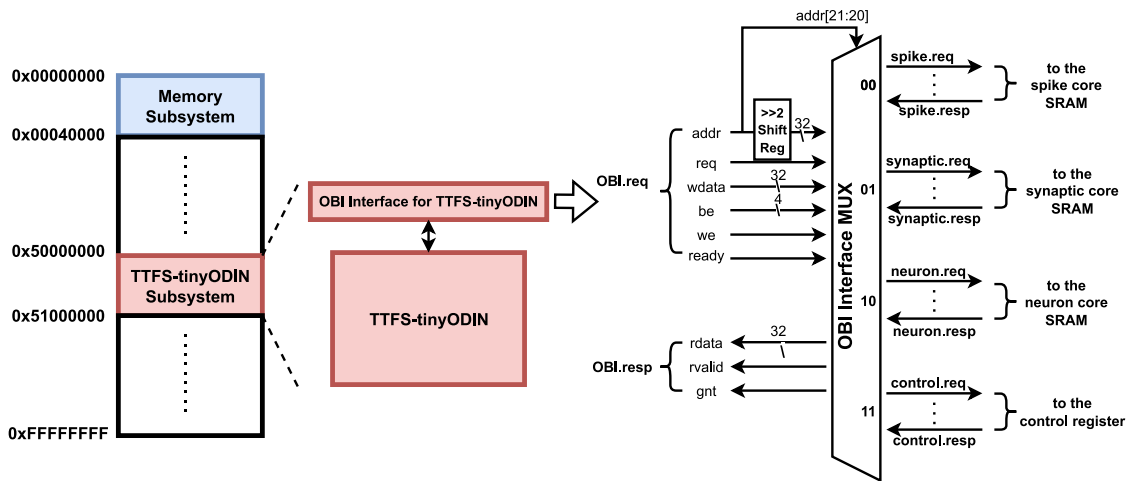 0x00000000
Memory
Subsystem
0x00040000
0x50000000
TTFS-tinyODIN
Subsystem
0x51000000
0xFFFFFFFF
OBI Interface for TTFS-tinyODIN
TTFS-tinyODIN
addr[21:20]
OBI.req
addr
>>2
Shift
Reg
32
req
wdata
32
be
4
we
ready
OBI.resp
rdata
32
rvalid
gnt
OBI Interface MUX
00
01
10
11
spike.req
spike.resp
to the
spike core
SRAM
synaptic.req
synaptic.resp
to the
synaptic core
SRAM
neuron.req
neuron.resp
to the
neuron core
SRAM
control.req
control.resp
to the
control register